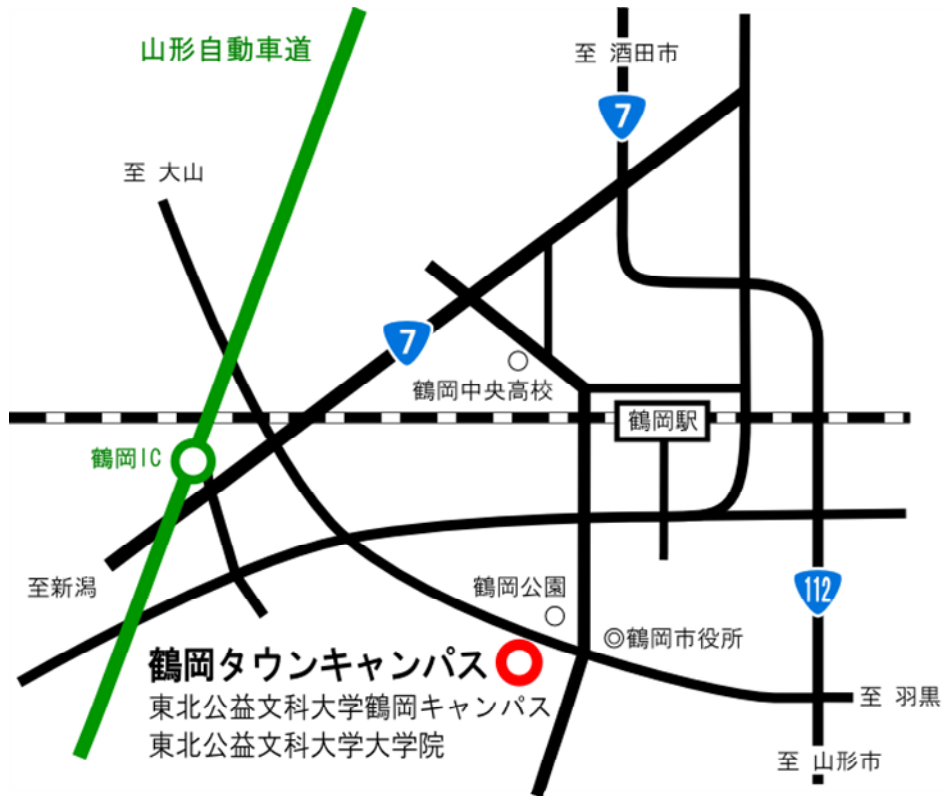 山形自動車道
至 酒田市
7
至 大山
7
鶴岡中央高校
鶴岡駅
鶴岡IC
至新潟
鶴岡公園
112
◎鶴岡市役所
鶴岡タウンキャンパス
東北公益文科大学鶴岡キャンパス
東北公益文科大学大学院
至 羽黒
至 山形市